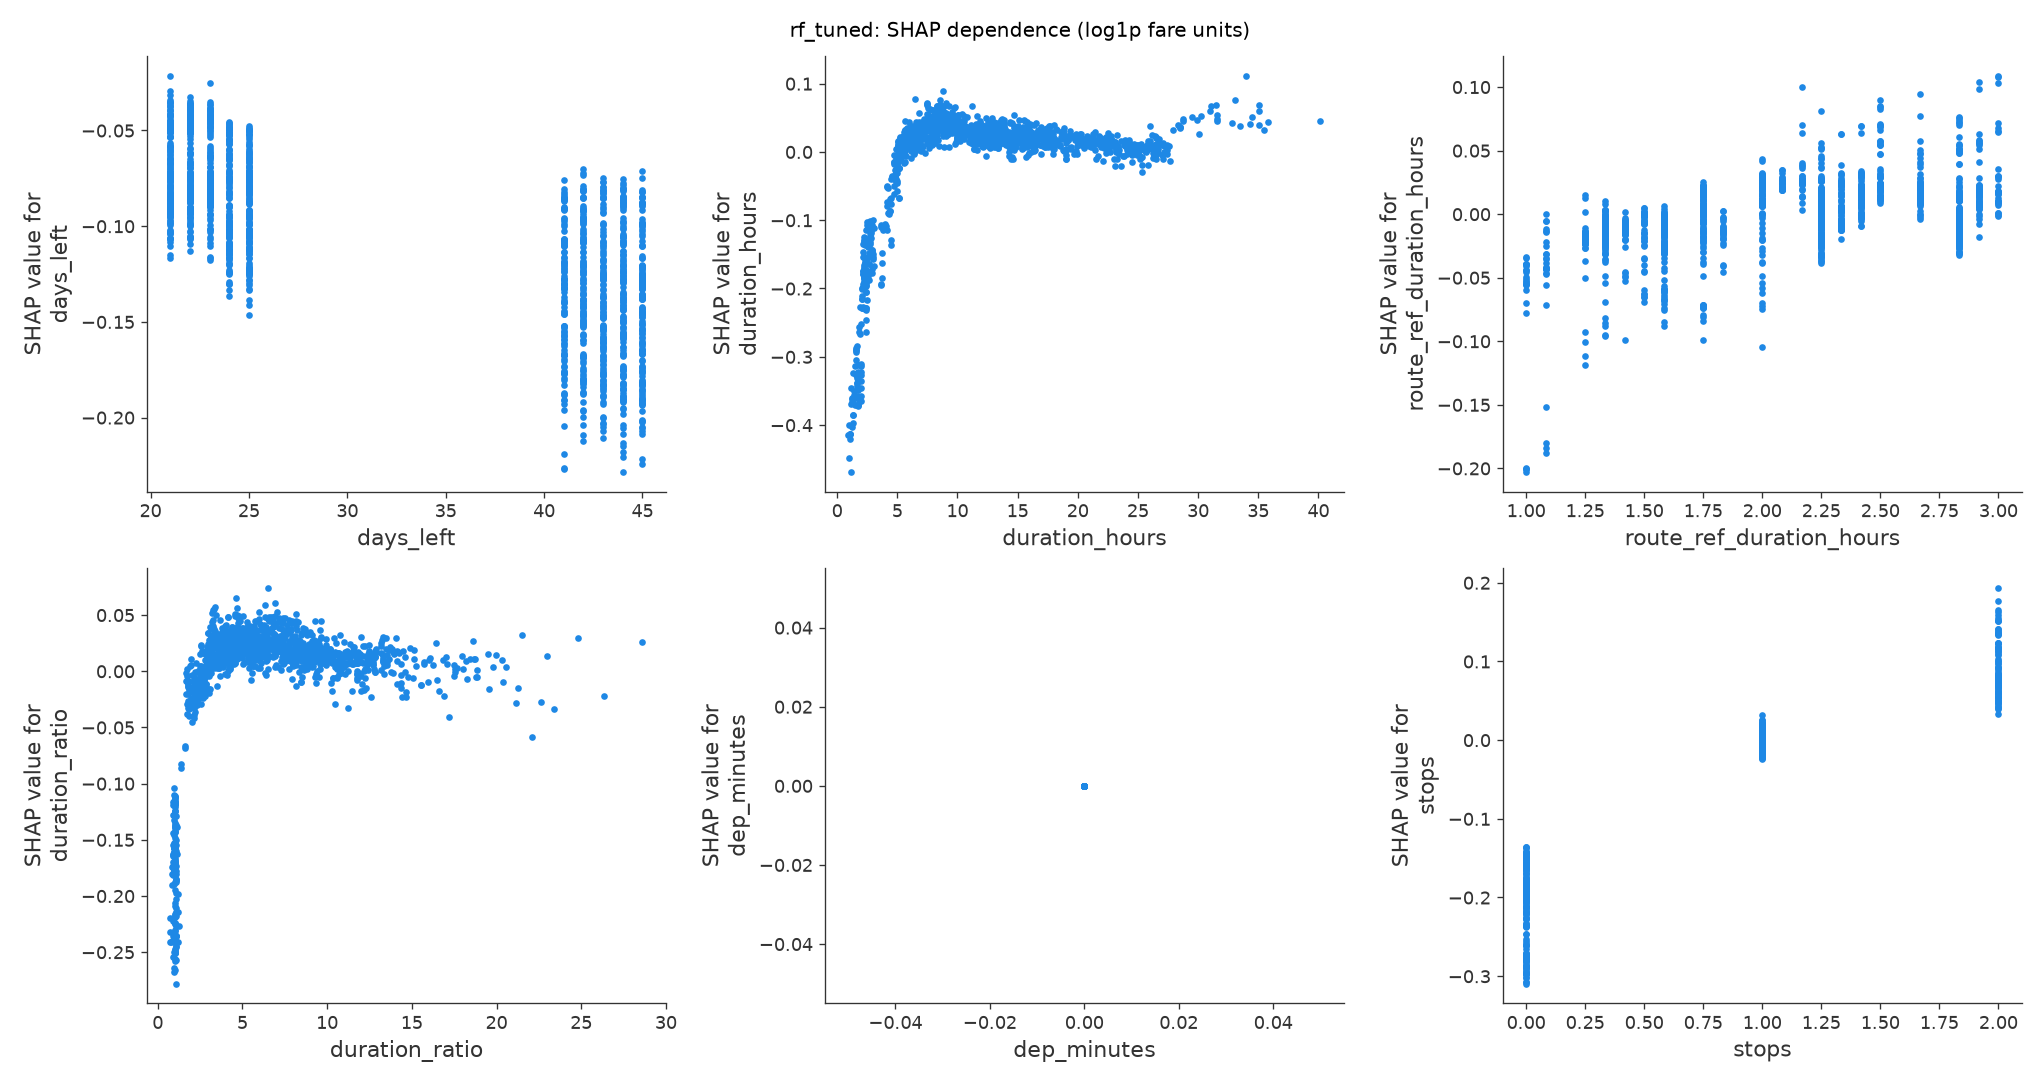 rf_tuned: SHAP dependence (log1p fare units)
SHAP value for
days_left
−0.05
−0.10
−0.15
−0.20
20 25 30 35 40 45
days_left
SHAP value for
duration_hours
0.1
0.0
−0.1
−0.2
−0.3
−0.4
0 5 10 15 20 25 30 35 40
duration_hours
SHAP value for
route_ref_duration_hours
0.10
0.05
0.00
−0.05
−0.10
−0.15
−0.20
1.00 1.25 1.50 1.75 2.00 2.25 2.50 2.75 3.00
route_ref_duration_hours
SHAP value for
duration_ratio
0.05
0.00
−0.05
−0.10
−0.15
−0.20
−0.25
0 5 10 15 20 25 30
duration_ratio
SHAP value for
dep_minutes
0.04
0.02
0.00
−0.02
−0.04
−0.04 −0.02 0.00 0.02 0.04
dep_minutes
SHAP value for
stops
0.2
0.1
0.0
−0.1
−0.2
−0.3
0.00 0.25 0.50 0.75 1.00 1.25 1.50 1.75 2.00
stops